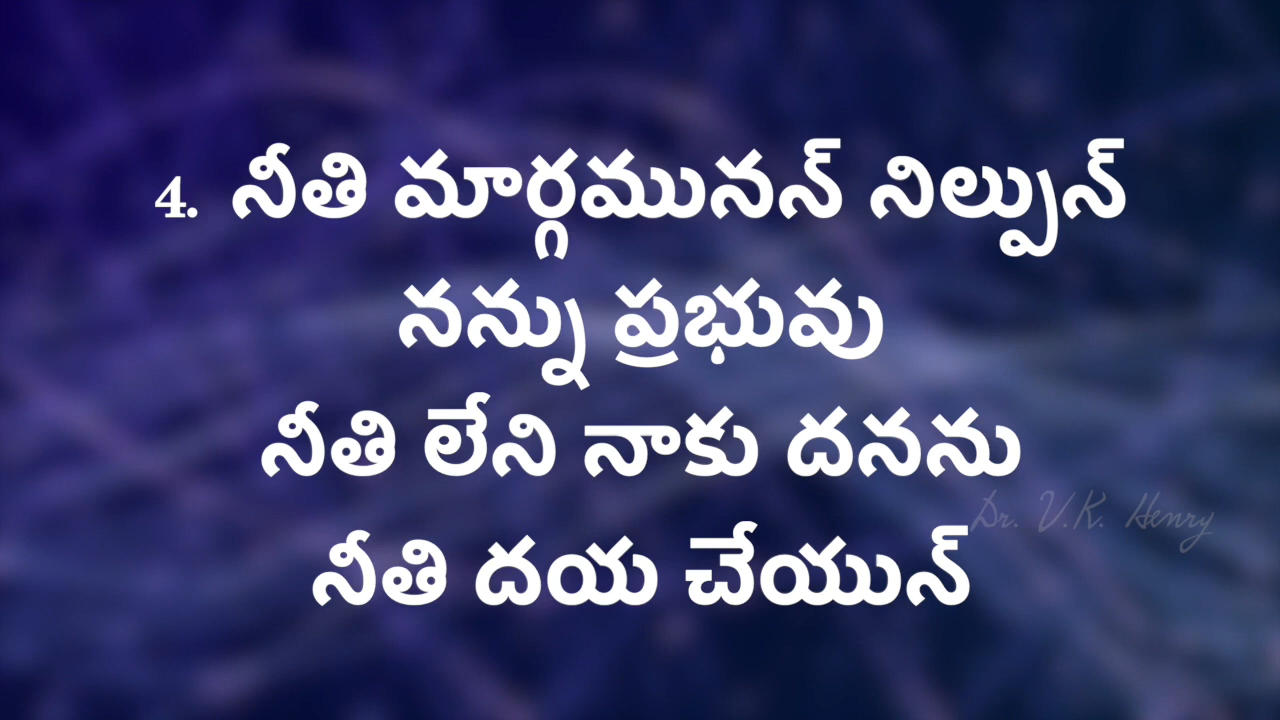 4. నీతి మార్గమునన్ నిల్పున్
నన్ను ప్రభువు
నీతి లేని నాకు దనను
నీతి దయ చేయున్
Dr. V.K. Henry